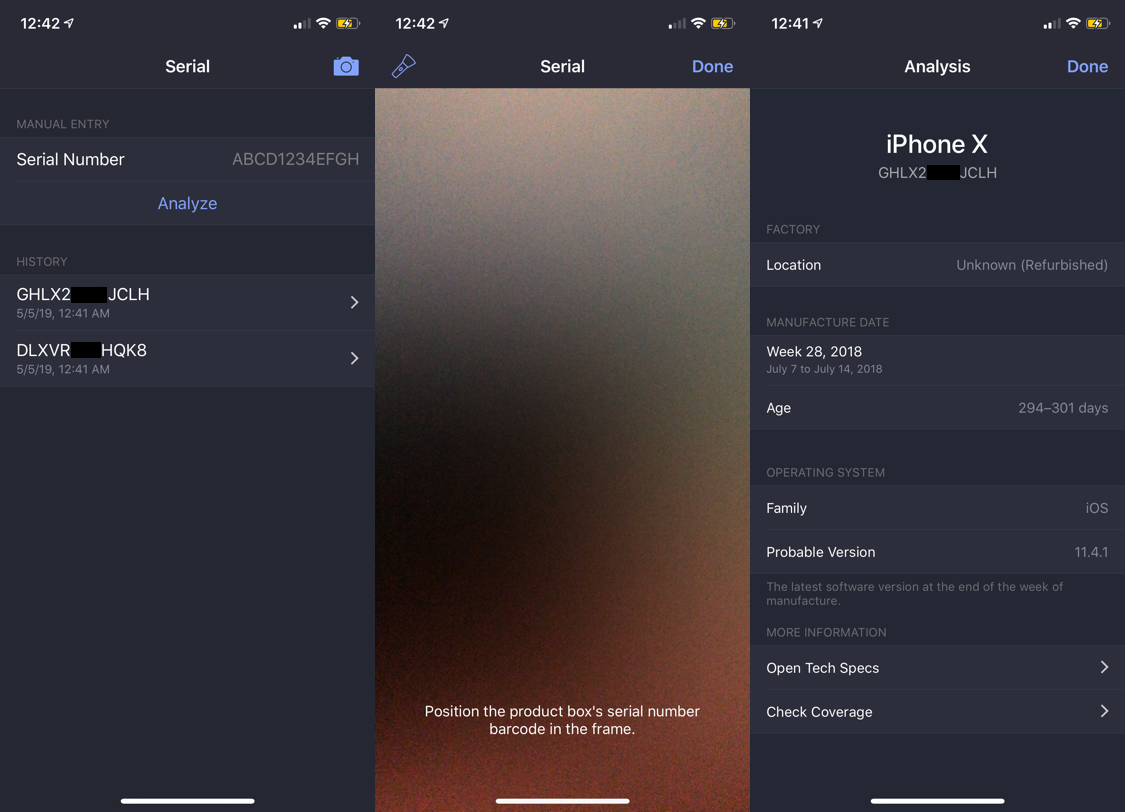 12:42
Serial
MANUAL ENTRY
Serial Number ABCD1234EFGH
Analyze
HISTORY
GHLX2 JCLH
5/5/19, 12:41 AM
DLXVR HQK8
5/5/19, 12:41 AM
12:42
Serial Done
Position the product box's serial number
barcode in the frame.
12:41
Analysis Done
iPhone X
GHLX2 JCLH
FACTORY
Location Unknown (Refurbished)
MANUFACTURE DATE
Week 28, 2018
July 7 to July 14, 2018
Age 294–301 days
OPERATING SYSTEM
Family iOS
Probable Version 11.4.1
The latest software version at the end of the week of
manufacture.
MORE INFORMATION
Open Tech Specs
Check Coverage